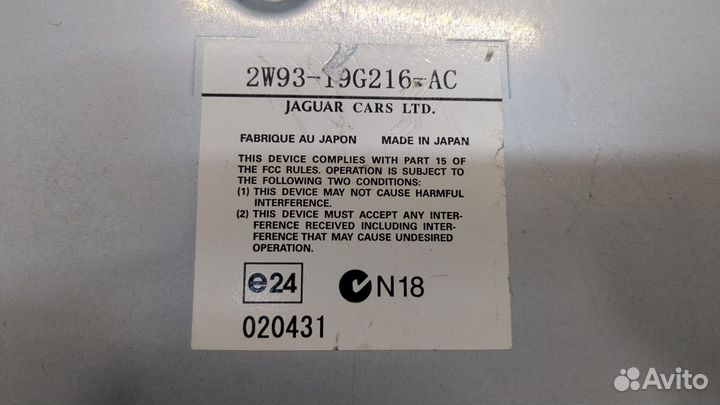 2W93-19G216-AC
JAGUAR CARS LTD.
FABRIQUE AU JAPON MADE IN JAPAN
THIS DEVICE COMPLIES WITH PART 15 OF
THE FCC RULES. OPERATION IS SUBJECT TO
THE FOLLOWING TWO CONDITIONS:
(1) THIS DEVICE MAY NOT CAUSE HARMFUL
INTERFERENCE.
(2) THIS DEVICE MUST ACCEPT ANY INTER-
FERENCE RECEIVED INCLUDING INTER-
FERENCE THAT MAY CAUSE UNDESIRED
OPERATION.
e24 N18
020431
Avito